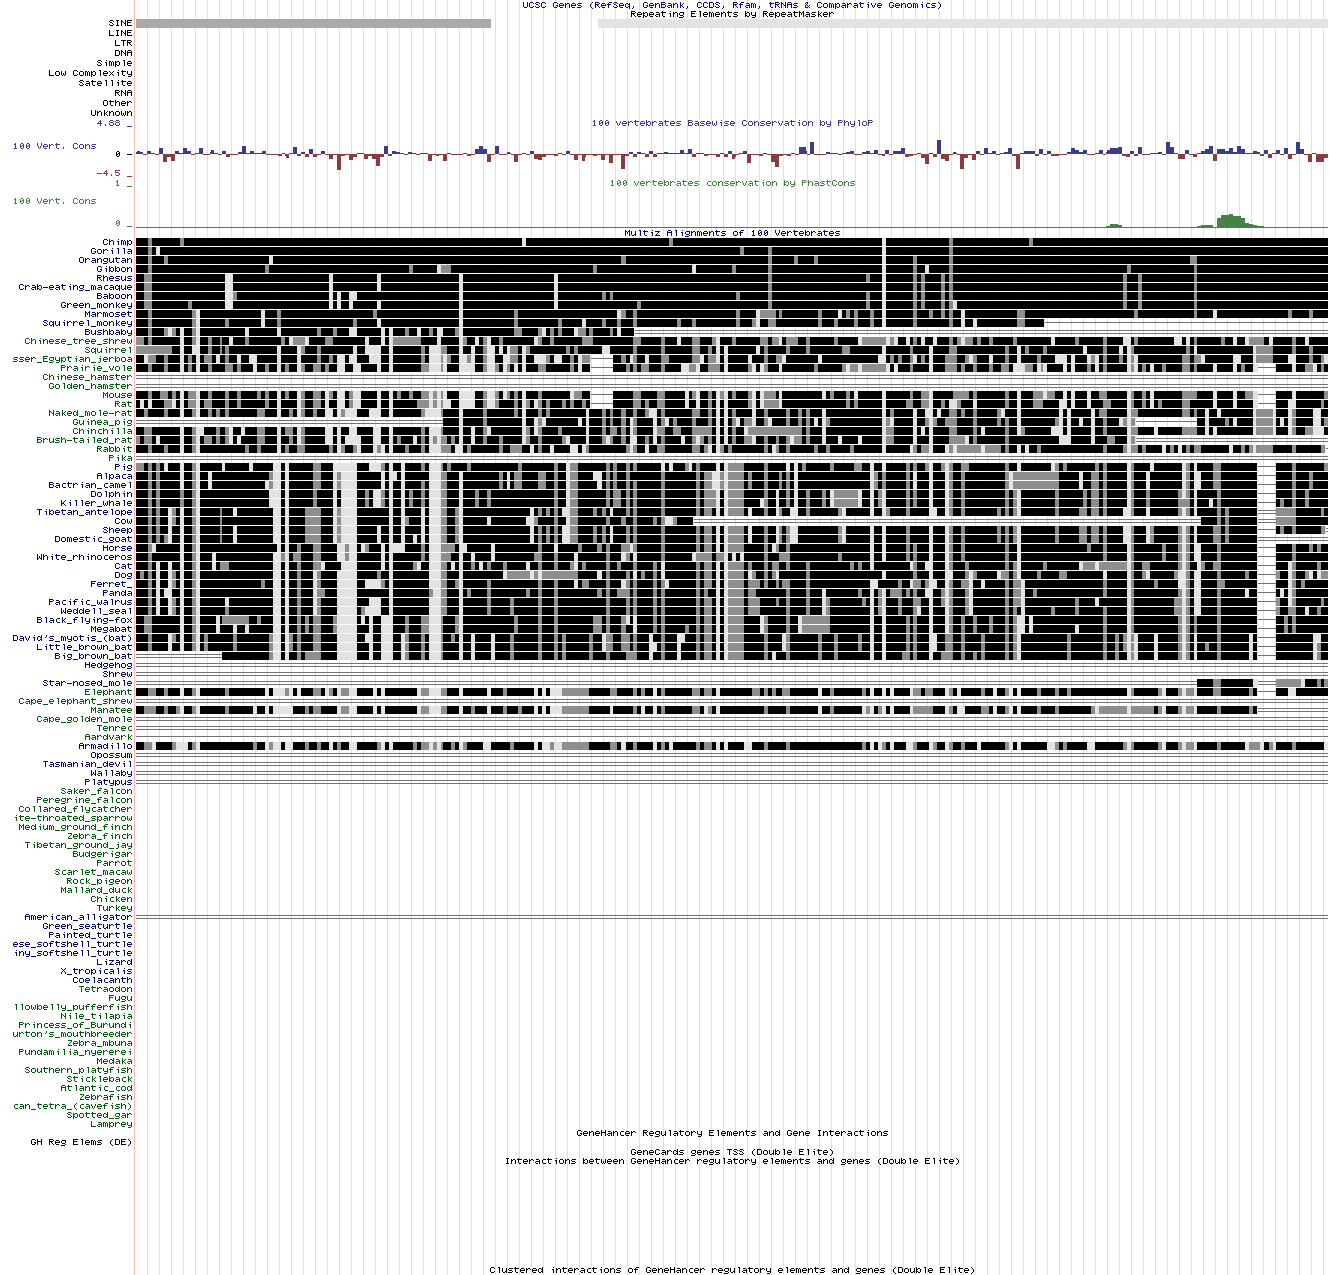 UCSC Genes (RefSeq, GenBank, CCDS, Rfam, tRNAs & Comparative Genomics)
Repeating Elements by RepeatMasker
SINE
LINE
LTR
DNA
Simple
Low Complexity
Satellite
RNA
Other
Unknown
4.88 _
100 vertebrates Basewise Conservation by PhyloP
100 Vert. Cons
0 _
-4.5 _
1 _
100 vertebrates conservation by PhastCons
100 Vert. Cons
0 _
Multiz Alignments of 100 Vertebrates
Chimp
Gorilla
Orangutan
Gibbon
Rhesus
Crab-eating_macaque
Baboon
Green_monkey
Marmoset
Squirrel_monkey
Bushbaby
Chinese_tree_shrew
Squirrel
sser_Egyptian_jerboa
Prairie_vole
Chinese_hamster
Golden_hamster
Mouse
Rat
Naked_mole-rat
Guinea_pig
Chinchilla
Brush-tailed_rat
Rabbit
Pika
Pig
Alpaca
Bactrian_camel
Dolphin
Killer_whale
Tibetan_antelope
Cow
Sheep
Domestic_goat
Horse
White_rhinoceros
Cat
Dog
Ferret_
Panda
Pacific_walrus
Weddell_seal
Black_flying-fox
Megabat
David's_myotis_(bat)
Little_brown_bat
Big_brown_bat
Hedgehog
Shrew
Star-nosed_mole
Elephant
Cape_elephant_shrew
Manatee
Cape_golden_mole
Tenrec
Aardvark
Armadillo
Opossum
Tasmanian_devil
Wallaby
Platypus
Saker_falcon
Peregrine_falcon
Collared_flycatcher
ite-throated_sparrow
Medium_ground_finch
Zebra_finch
Tibetan_ground_jay
Budgerigar
Parrot
Scarlet_macaw
Rock_pigeon
Mallard_duck
Chicken
Turkey
American_alligator
Green_seaturtle
Painted_turtle
ese_softshell_turtle
iny_softshell_turtle
Lizard
X_tropicalis
Coelacanth
Tetraodon
Fugu
llowbelly_pufferfish
Nile_tilapia
Princess_of_Burundi
urton's_mouthbreeder
Zebra_mbuna
Pundamilia_nyererei
Medaka
Southern_platyfish
Stickleback
Atlantic_cod
Zebrafish
can_tetra_(cavefish)
Spotted_gar
Lamprey
GeneHancer Regulatory Elements and Gene Interactions
GH Reg Elems (DE)
GeneCards genes TSS (Double Elite)
Interactions between GeneHancer regulatory elements and genes (Double Elite)
Clustered interactions of GeneHancer regulatory elements and genes (Double Elite)